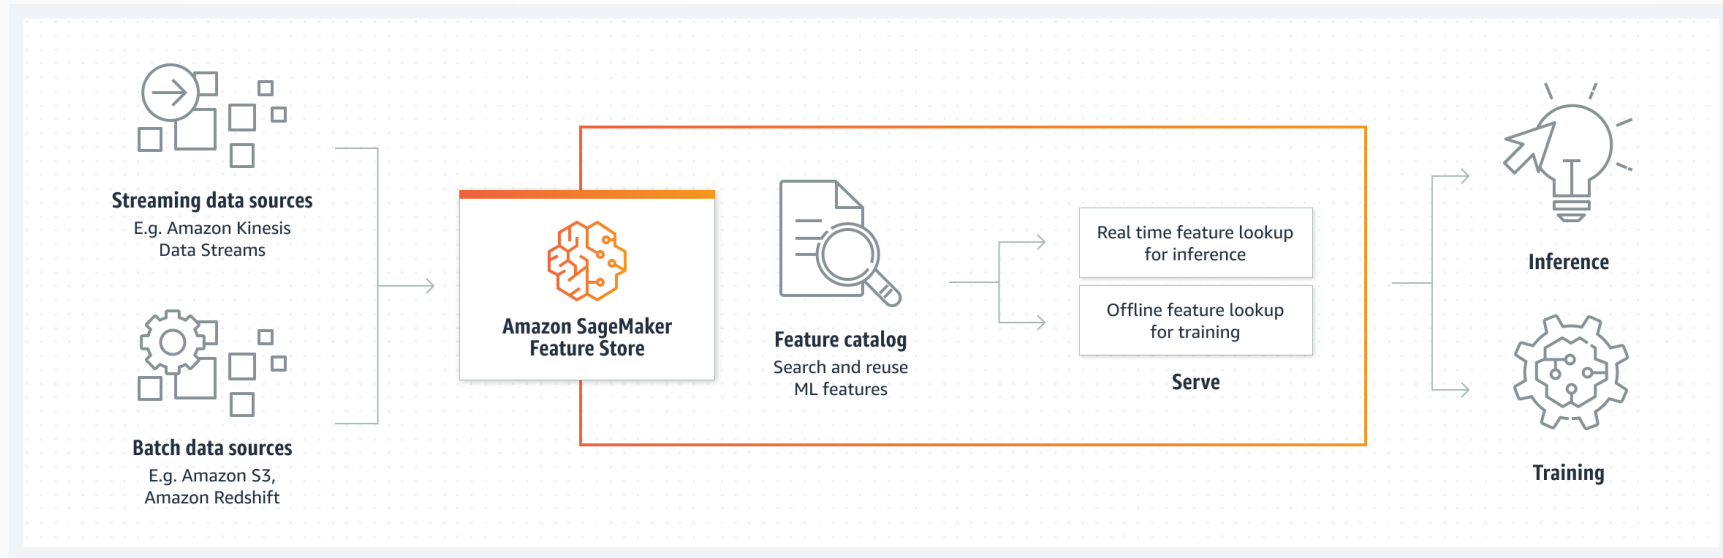 Streaming data sources
E.g. Amazon Kinesis
Data Streams
Batch data sources
E.g. Amazon S3,
Amazon Redshift
Amazon SageMaker
Feature Store
Feature catalog
Search and reuse
ML features
Real time feature lookup
for inference
Offline feature lookup
for training
Serve
Inference
Training